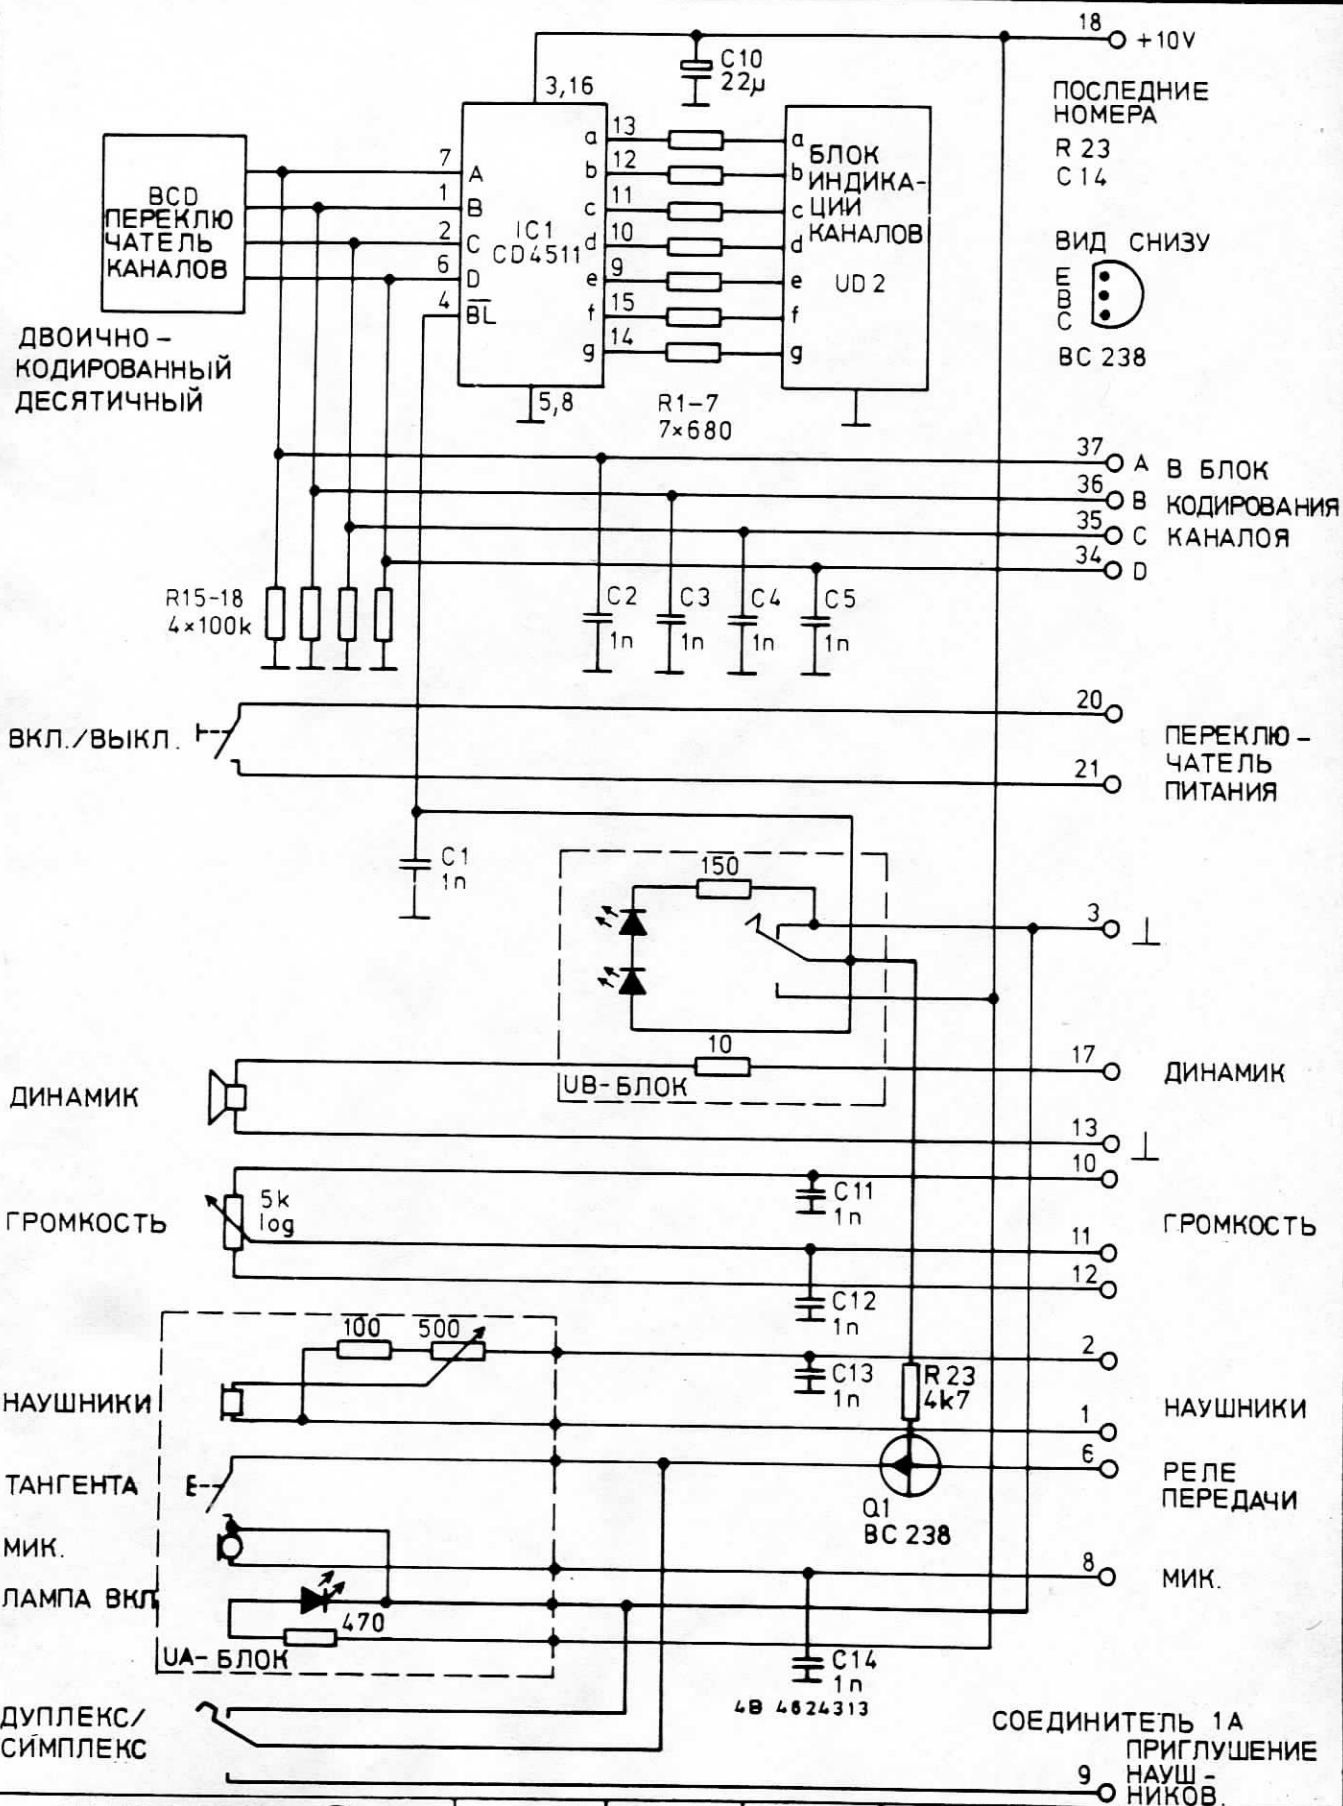 18
+10V
C10
22µ
3,16
ПОСЛЕДНИЕ
НОМЕРА
R 23
C 14
BCD
ПЕРЕКЛЮ
ЧАТЕЛЬ
КАНАЛОВ
7
A
1
B
2
C
6
D
4
BL
IC1
CD4511
a
13
b
12
c
11
d
10
e
9
f
15
g
14
a
b
c
d
e
f
g
БЛОК
ИНДИКА-
ЦИИ
КАНАЛОВ
UD 2
ВИД СНИЗУ
E
B
C
BC 238
ДВОИЧНО-
КОДИРОВАННЫЙ
ДЕСЯТИЧНЫЙ
5,8
R1-7
7×680
37
A
В БЛОК
36
B
КОДИРОВАНИЯ
35
C
КАНАЛОЯ
34
D
R15-18
4×100k
C2
1n
C3
1n
C4
1n
C5
1n
20
ВКЛ./ВЫКЛ.
ПЕРЕКЛЮ-
ЧАТЕЛЬ
ПИТАНИЯ
21
C1
1n
150
3
10
17
UB-БЛОК
ДИНАМИК
ДИНАМИК
13
10
5k
log
C11
1n
ГРОМКОСТЬ
ГРОМКОСТЬ
11
12
C12
1n
100
500
2
C13
1n
R 23
4k7
НАУШНИКИ
НАУШНИКИ
1
6
ТАНГЕНТА
РЕЛЕ
ПЕРЕДАЧИ
Q1
BC 238
МИК.
8
МИК.
ЛАМПА ВКЛ
470
UA-БЛОК
C14
1n
4B 4624313
ДУПЛЕКС/
СИМПЛЕКС
СОЕДИНИТЕЛЬ 1A
ПРИГЛУШЕНИЕ
9
НАУШ-
НИКОВ.